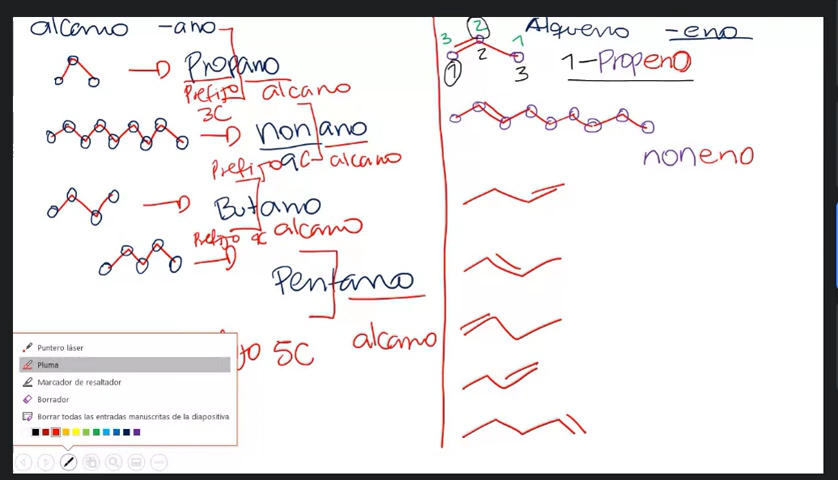 alcano -ano
Propano
Prefijo alcano
3C
nonano
Prefijo 9C alcano
Butano
Prefijo 4C alcano
Pentano
5C alcano
Puntero láser
Pluma
Marcador de resaltador
Borrador
Borrar todas las entradas manuscritas de la diapositiva
Alqueno -eno
3 2 1
1 2 3
1-Propeno
noneno